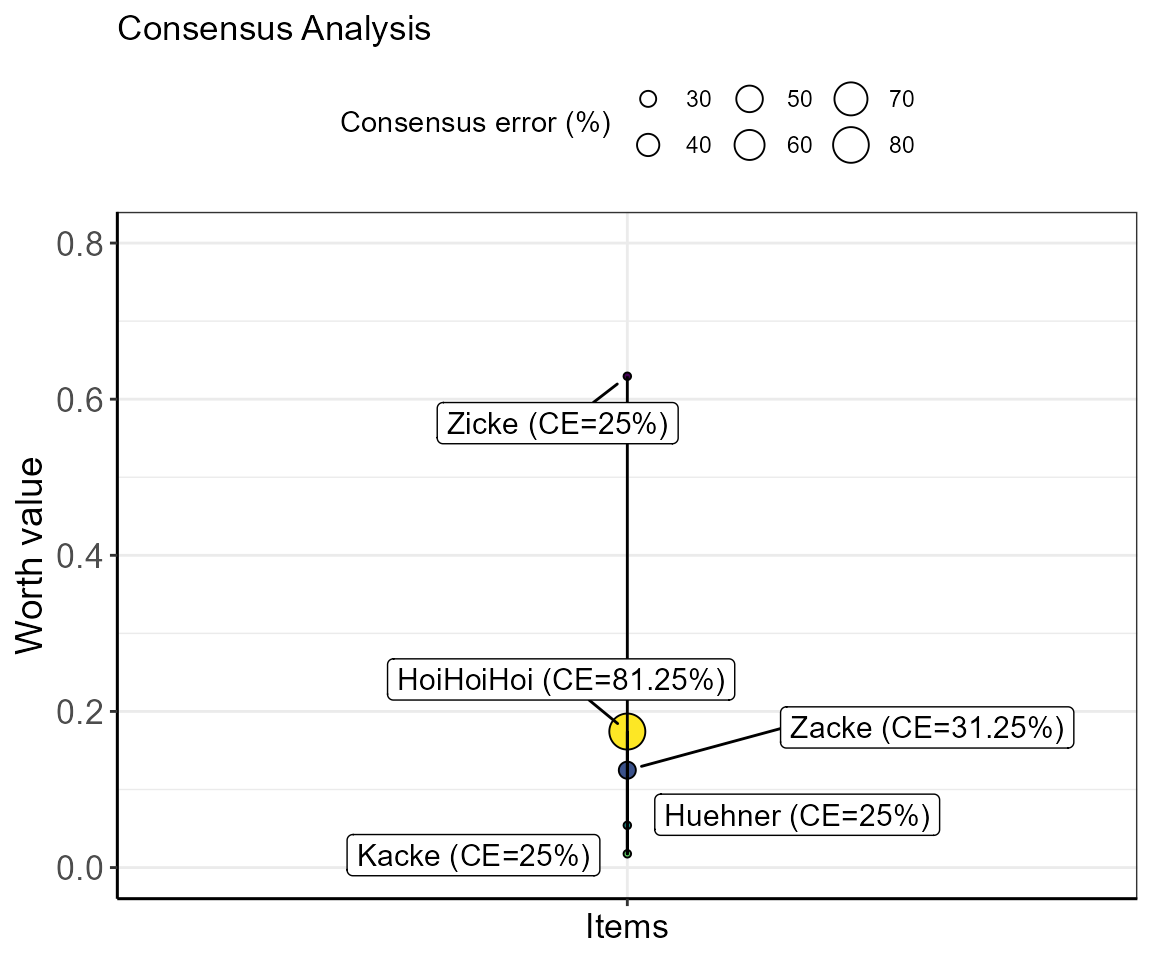 Consensus Analysis
Consensus error (%)
30 50 70
40 60 80
Worth value
0.8
0.6
Zicke (CE=25%)
0.4
HoiHoiHoi (CE=81.25%)
0.2
Zacke (CE=31.25%)
Huehner (CE=25%)
Kacke (CE=25%)
0.0
Items